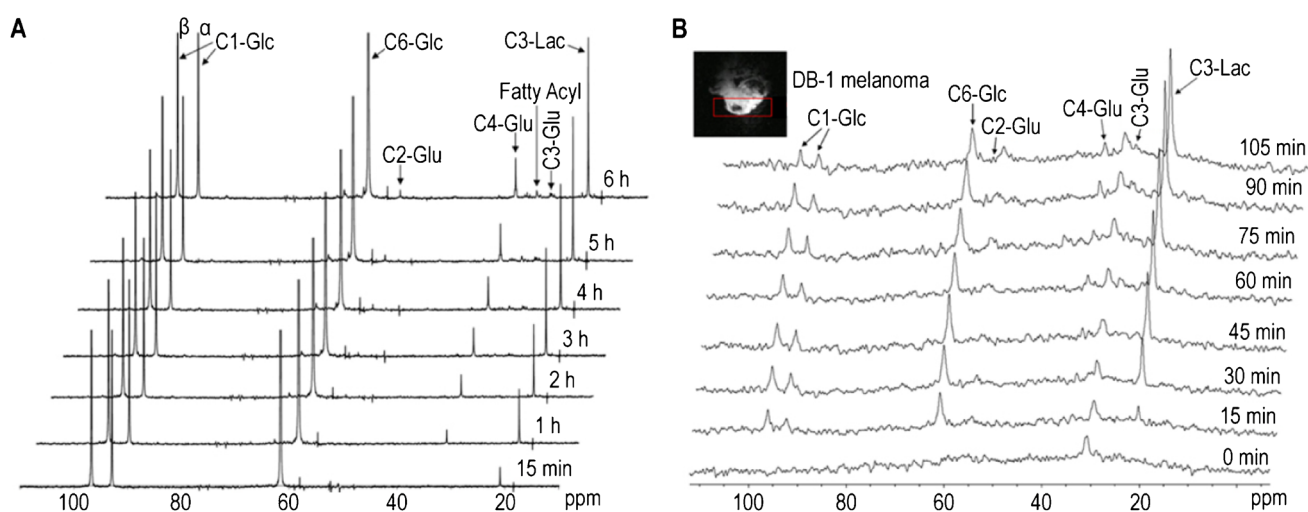 A
β α
C1-Glc
C6-Glc
C3-Lac
Fatty Acyl
C4-Glu
C3-Glu
C2-Glu
6 h
5 h
4 h
3 h
2 h
1 h
15 min
100 80 60 40 20 ppm
B
DB-1 melanoma
C1-Glc
C6-Glc
C2-Glu
C4-Glu
C3-Glu
C3-Lac
105 min
90 min
75 min
60 min
45 min
30 min
15 min
0 min
100 80 60 40 20 ppm